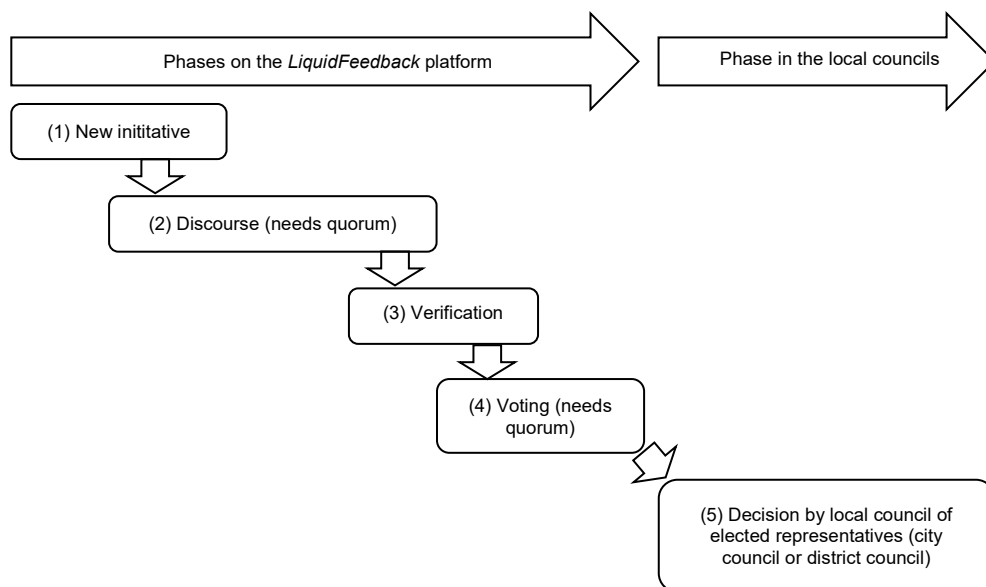 Phases on the LiquidFeedback platform
Phase in the local councils
(1) New inititative
(2) Discourse (needs quorum)
(3) Verification
(4) Voting (needs
quorum)
(5) Decision by local council of
elected representatives (city
council or district council)